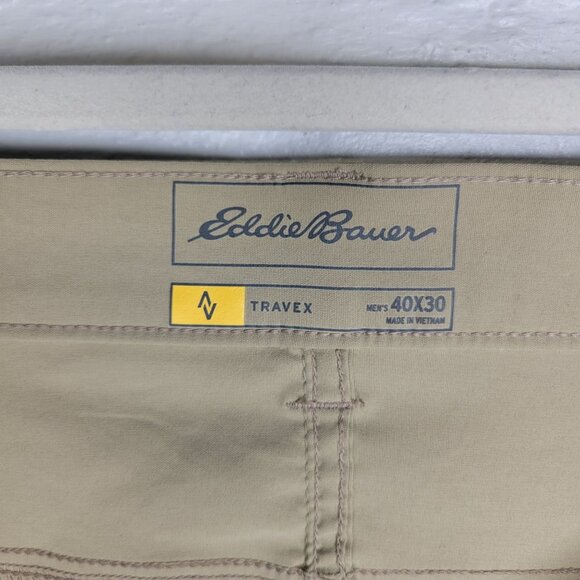 Eddie Bauer
TRAVEX
MEN'S 40X30
MADE IN VIETNAM